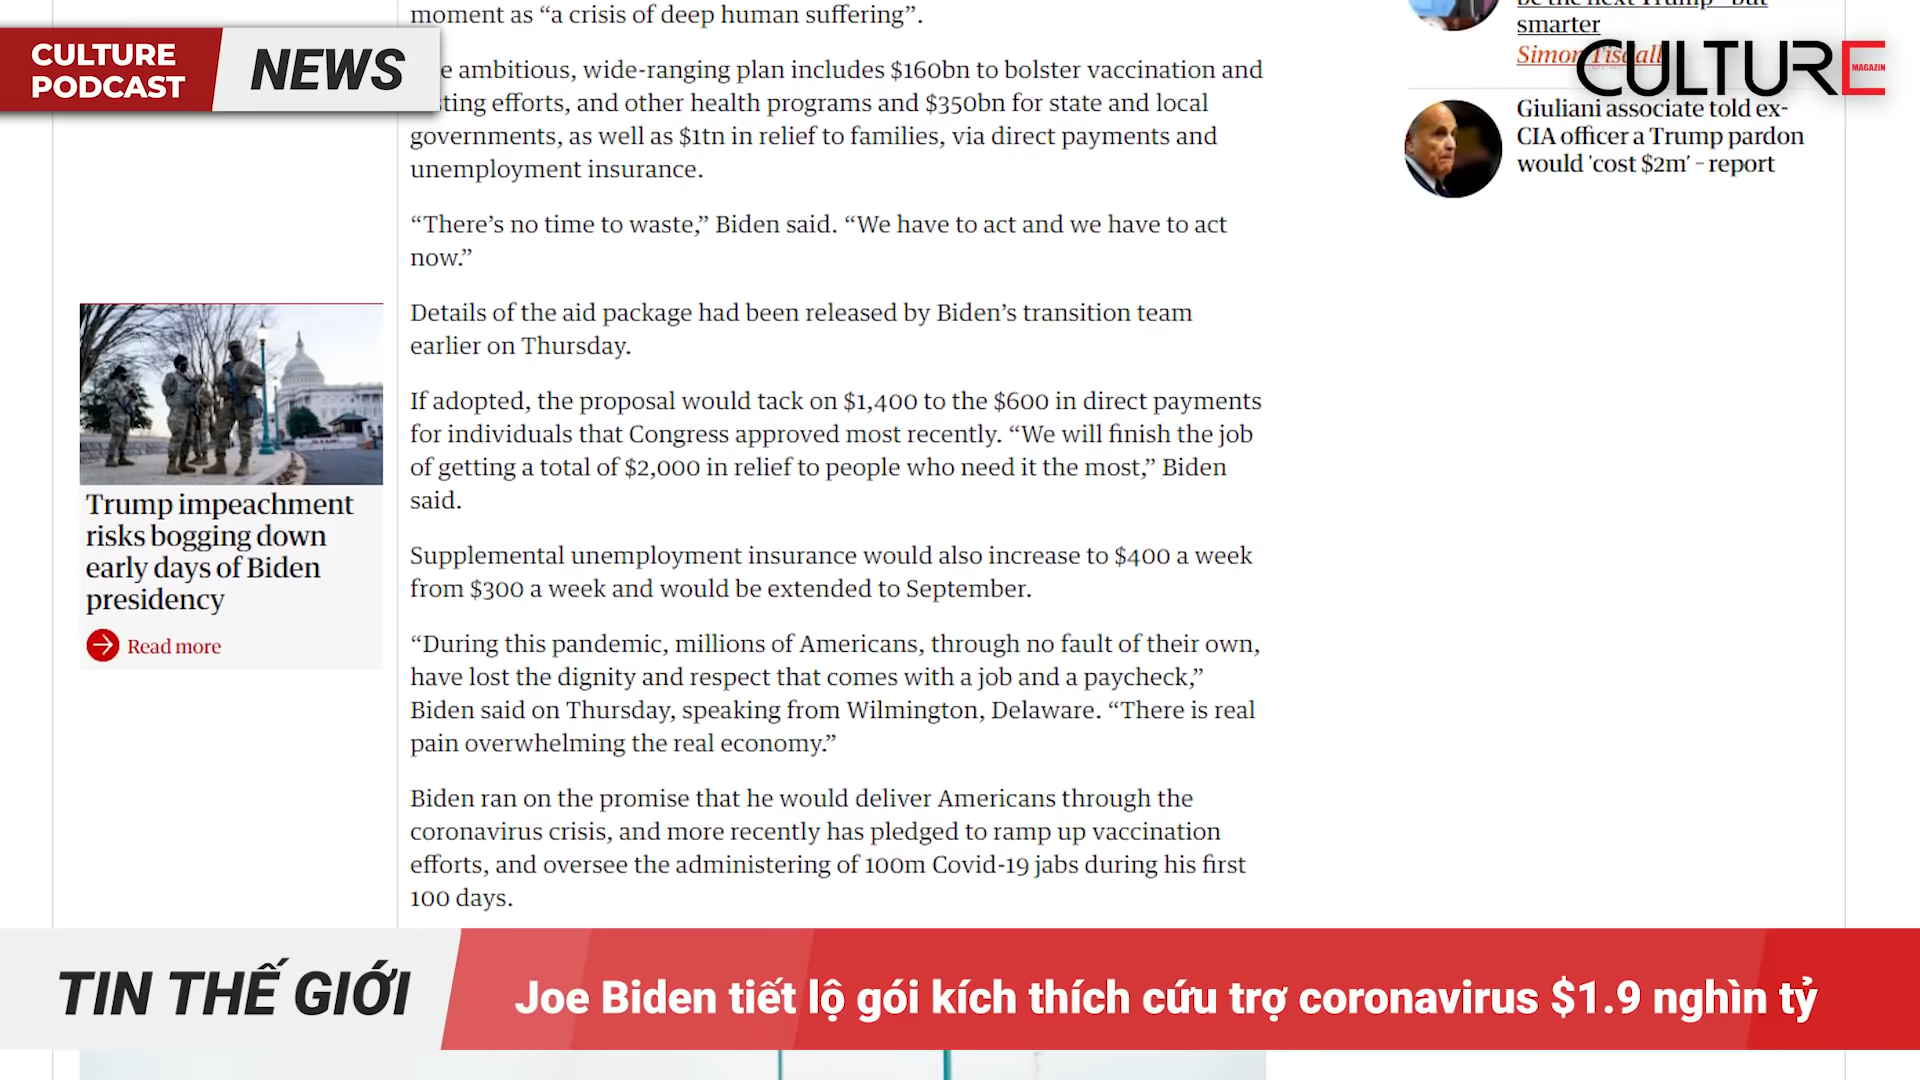 moment as “a crisis of deep human suffering”.
CULTURE
PODCAST
NEWS
e ambitious, wide-ranging plan includes $160bn to bolster vaccination and
ting efforts, and other health programs and $350bn for state and local
governments, as well as $1tn in relief to families, via direct payments and
unemployment insurance.
“There’s no time to waste,” Biden said. “We have to act and we have to act
now.”
Details of the aid package had been released by Biden’s transition team
earlier on Thursday.
If adopted, the proposal would tack on $1,400 to the $600 in direct payments
for individuals that Congress approved most recently. “We will finish the job
of getting a total of $2,000 in relief to people who need it the most,” Biden
said.
Supplemental unemployment insurance would also increase to $400 a week
from $300 a week and would be extended to September.
“During this pandemic, millions of Americans, through no fault of their own,
have lost the dignity and respect that comes with a job and a paycheck,”
Biden said on Thursday, speaking from Wilmington, Delaware. “There is real
pain overwhelming the real economy.”
Biden ran on the promise that he would deliver Americans through the
coronavirus crisis, and more recently has pledged to ramp up vaccination
efforts, and oversee the administering of 100m Covid-19 jabs during his first
100 days.
Trump impeachment
risks bogging down
early days of Biden
presidency
Read more
be the next Trump – but
smarter
Simon Tisdall
CULTURE
MAGAZIN
Giuliani associate told ex-
CIA officer a Trump pardon
would 'cost $2m' – report
TIN THẾ GIỚI
Joe Biden tiết lộ gói kích thích cứu trợ coronavirus $1.9 nghìn tỷ